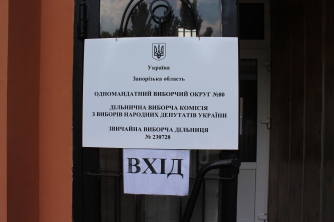 Україна
Запорізька область
ОДНОМАНДАТНИЙ ВИБОРЧИЙ ОКРУГ №80
ДІЛЬНИЧНА ВИБОРЧА КОМІСІЯ
З ВИБОРІВ НАРОДНИХ ДЕПУТАТІВ УКРАЇНИ
ЗВИЧАЙНА ВИБОРЧА ДІЛЬНИЦЯ
№ 230728
ВХІД